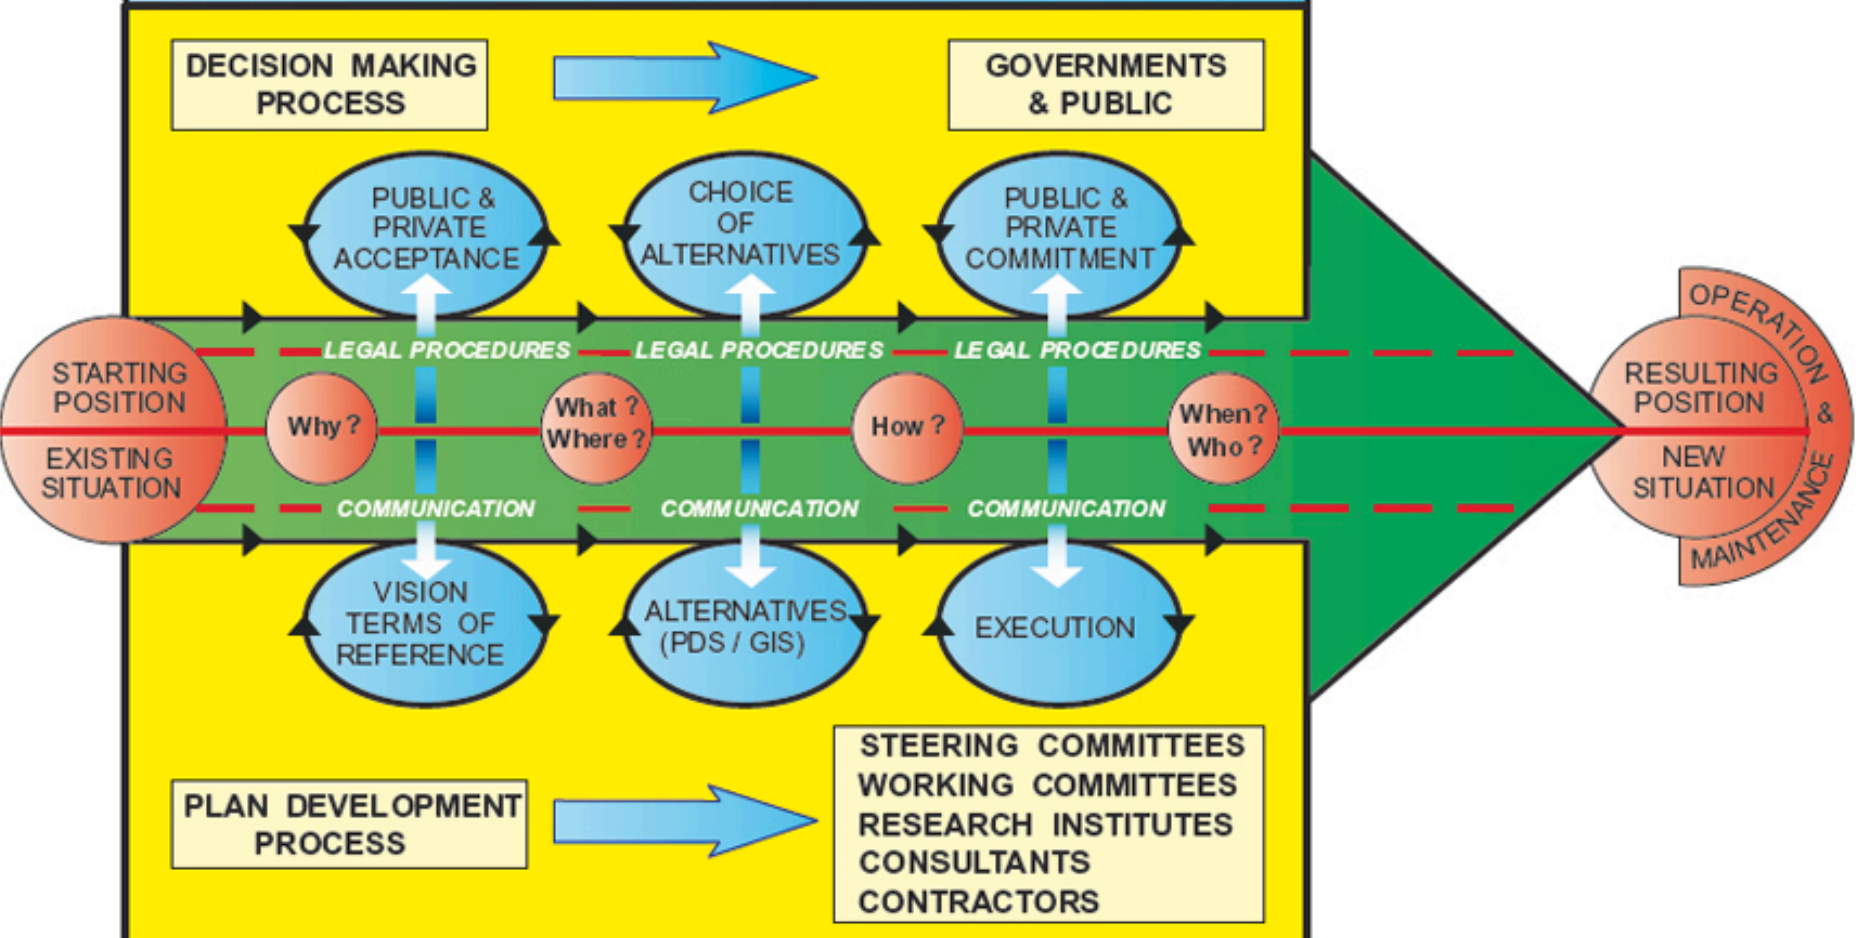 DECISION MAKING
PROCESS
GOVERNMENTS
& PUBLIC
PUBLIC &
PRIVATE
ACCEPTANCE
CHOICE
OF
ALTERNATIVES
PUBLIC &
PRIVATE
COMMITMENT
LEGAL PROCEDURES
LEGAL PROCEDURES
LEGAL PROCEDURES
STARTING
POSITION
EXISTING
SITUATION
Why ?
What ?
Where ?
How ?
When?
Who ?
RESULTING
POSITION
NEW
SITUATION
OPERATION & MAINTENANCE
COMMUNICATION
COMMUNICATION
COMMUNICATION
VISION
TERMS OF
REFERENCE
ALTERNATIVES
(PDS / GIS)
EXECUTION
PLAN DEVELOPMENT
PROCESS
STEERING COMMITTEES
WORKING COMMITTEES
RESEARCH INSTITUTES
CONSULTANTS
CONTRACTORS